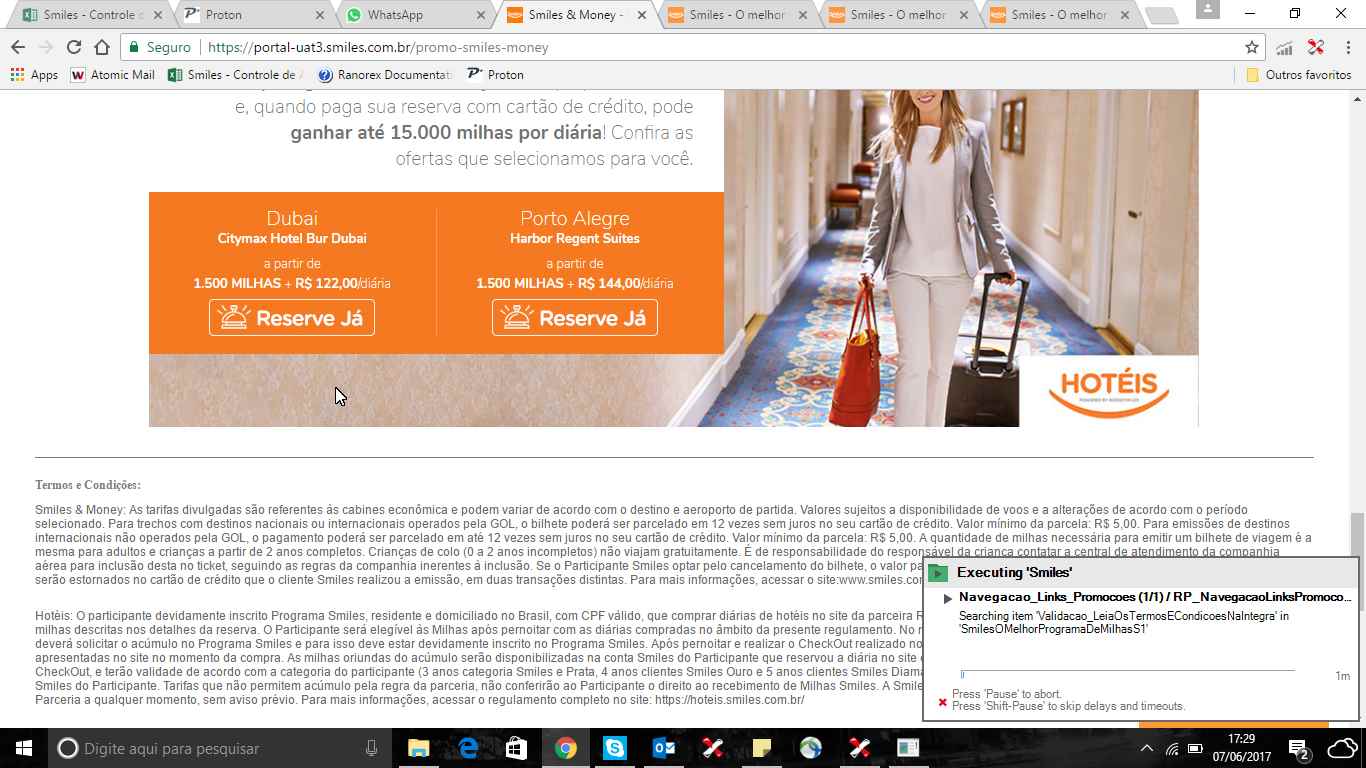 Smiles - Controle d
Proton
WhatsApp
Smiles & Money -
Smiles - O melhor
Smiles - O melhor
Smiles - O melhor
Seguro
https://portal-uat3.smiles.com.br/promo-smiles-money
Apps
Atomic Mail
Smiles - Controle de A
Ranorex Documentati
Proton
Outros favoritos
e, quando paga sua reserva com cartão de crédito, pode
ganhar até 15.000 milhas por diária! Confira as
ofertas que selecionamos para você.
Dubai
Citymax Hotel Bur Dubai
a partir de
1.500 MILHAS + R$ 122,00/diária
Reserve Já
Porto Alegre
Harbor Regent Suites
a partir de
1.500 MILHAS + R$ 144,00/diária
Reserve Já
HOTÉIS
Termos e Condições:
Smiles & Money: As tarifas divulgadas são referentes ás cabines econômica e podem variar de acordo com o destino e aeroporto de partida. Valores sujeitos a disponibilidade de voos e a alterações de acordo com o período
selecionado. Para trechos com destinos nacionais ou internacionais operados pela GOL, o bilhete poderá ser parcelado em 12 vezes sem juros no seu cartão de crédito. Valor mínimo da parcela: R$ 5,00. Para emissões de destinos
internacionais não operados pela GOL, o pagamento poderá ser parcelado em até 12 vezes sem juros no seu cartão de crédito. Valor mínimo da parcela: R$ 5,00. A quantidade de milhas necessária para emitir um bilhete de viagem é a
mesma para adultos e crianças a partir de 2 anos completos. Crianças de colo (0 a 2 anos incompletos) não viajam gratuitamente. É de responsabilidade do responsável da criança contatar a central de atendimento da companhia
aérea para inclusão desta no ticket, seguindo as regras da companhia inerentes à inclusão. Se o Participante Smiles optar pelo cancelamento do bilhete, o valor pa
serão estornados no cartão de crédito que o cliente Smiles realizou a emissão, em duas transações distintas. Para mais informações, acessar o site:www.smiles.com
Hotéis: O participante devidamente inscrito Programa Smiles, residente e domiciliado no Brasil, com CPF válido, que comprar diárias de hotéis no site da parceira R
milhas descritas nos detalhes da reserva. O Participante será elegível às Milhas após pernoitar com as diárias compradas no âmbito da presente regulamento. No
deverá solicitar o acúmulo no Programa Smiles e para isso deve estar devidamente inscrito no Programa Smiles. Após pernoitar e realizar o CheckOut realizado no
apresentadas no site no momento da compra. As milhas oriundas do acúmulo serão disponibilizadas na conta Smiles do Participante que reservou a diária no site
CheckOut, e terão validade de acordo com a categoria do participante (3 anos categoria Smiles e Prata, 4 anos clientes Smiles Ouro e 5 anos clientes Smiles Diama
Smiles do Participante. Tarifas que não permitem acúmulo pela regra da parceria, não conferirão ao Participante o direito ao recebimento de Milhas Smiles. A Smile
Parceria a qualquer momento, sem aviso prévio. Para mais informações, acessar o regulamento completo no site: https://hoteis.smiles.com.br/
Executing 'Smiles'
Navegacao_Links_Promocoes (1/1) / RP_NavegacaoLinksPromoco...
Searching item 'Validacao_LeiaOsTermosECondicoesNaIntegra' in
'SmilesOMelhorProgramaDeMilhasS1'
1m
Press 'Pause' to abort.
Press 'Shift-Pause' to skip delays and timeouts.
Digite aqui para pesquisar
17:29
07/06/2017
2